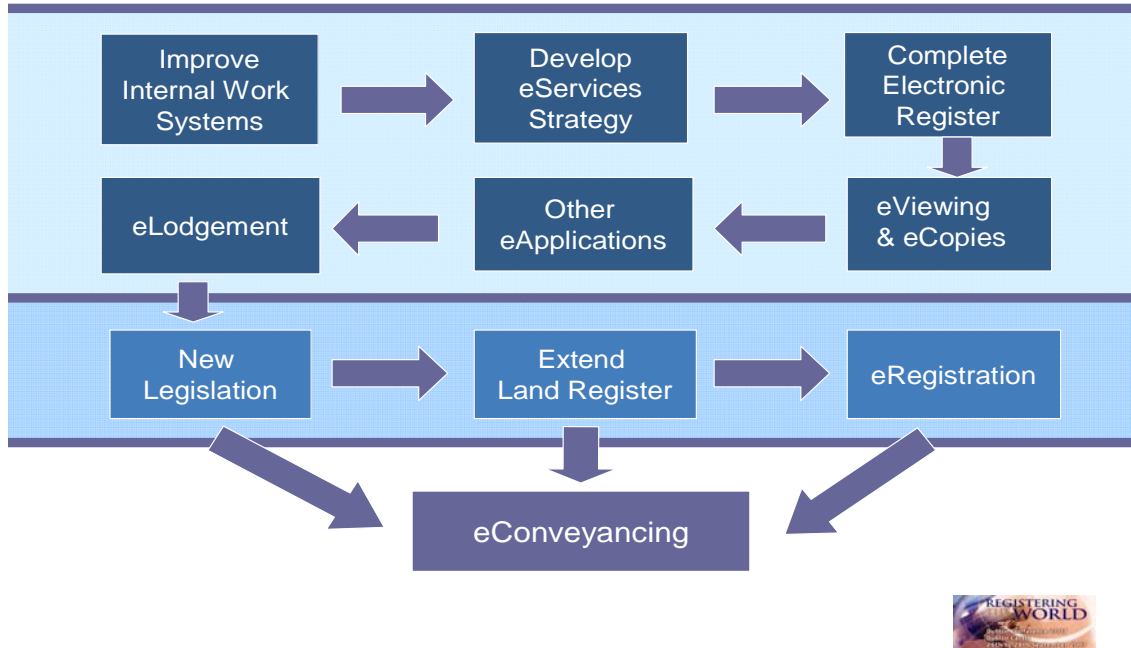 Improve
Internal Work
Systems
Develop
eServices
Strategy
Complete
Electronic
Register
eViewing
& eCopies
Other
eApplications
eLodgement
New
Legislation
Extend
Land Register
eRegistration
eConveyancing
REGISTERING
WORLD